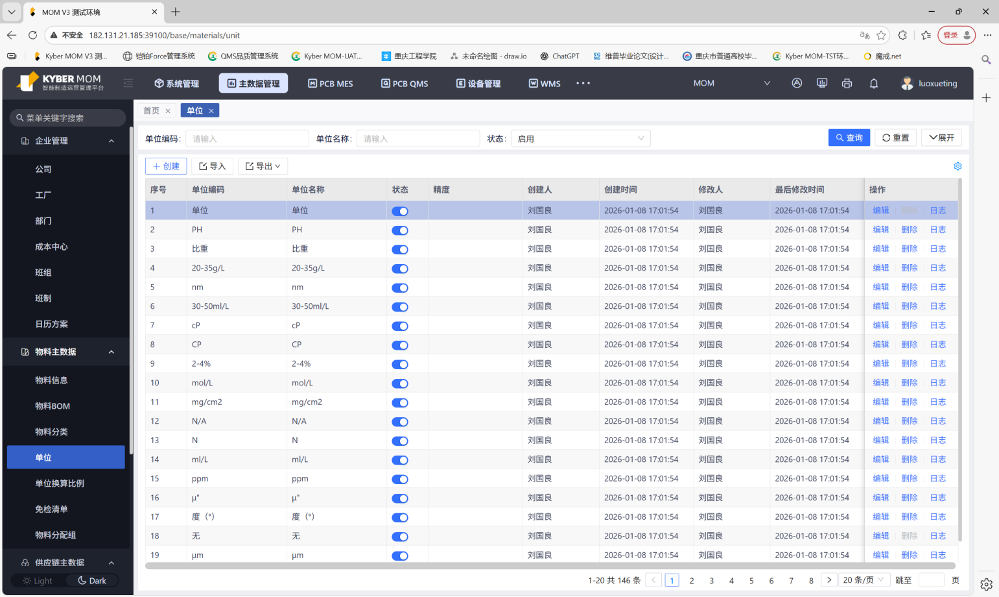 MOM V3 测试环境
不安全 182.131.21.185:39100/base/materials/unit
登录
Kyber MOM V3 测... 铠铂Force管理系统 QMS品质管理系统 Kyber MOM-UAT... 重庆工程学院 未命名绘图 - draw.io ChatGPT 维普毕业论文(设计... 重庆市普通高校毕... Kyber MOM-TST环... 魔戒.net
KYBER MOM
智能制造运营管理平台
系统管理 主数据管理 PCB MES PCB QMS 设备管理 WMS ••• MOM luoxueting
菜单关键字搜索
企业管理
公司
工厂
部门
成本中心
班组
班制
日历方案
物料主数据
物料信息
物料BOM
物料分类
单位
单位换算比例
免检清单
物料分配组
供应链主数据
Light Dark
首页 单位
单位编码: 请输入 单位名称: 请输入 状态: 启用 查询 重置 展开
创建 导入 导出
序号 单位编码 单位名称 状态 精度 创建人 创建时间 修改人 最后修改时间 操作
1 单位 单位 刘国良 2026-01-08 17:01:54 刘国良 2026-01-08 17:01:54 编辑 删除 日志
2 PH PH 刘国良 2026-01-08 17:01:54 刘国良 2026-01-08 17:01:54 编辑 删除 日志
3 比重 比重 刘国良 2026-01-08 17:01:54 刘国良 2026-01-08 17:01:54 编辑 删除 日志
4 20-35g/L 20-35g/L 刘国良 2026-01-08 17:01:54 刘国良 2026-01-08 17:01:54 编辑 删除 日志
5 nm nm 刘国良 2026-01-08 17:01:54 刘国良 2026-01-08 17:01:54 编辑 删除 日志
6 30-50ml/L 30-50ml/L 刘国良 2026-01-08 17:01:54 刘国良 2026-01-08 17:01:54 编辑 删除 日志
7 cP cP 刘国良 2026-01-08 17:01:54 刘国良 2026-01-08 17:01:54 编辑 删除 日志
8 CP CP 刘国良 2026-01-08 17:01:54 刘国良 2026-01-08 17:01:54 编辑 删除 日志
9 2-4% 2-4% 刘国良 2026-01-08 17:01:54 刘国良 2026-01-08 17:01:54 编辑 删除 日志
10 mol/L mol/L 刘国良 2026-01-08 17:01:54 刘国良 2026-01-08 17:01:54 编辑 删除 日志
11 mg/cm2 mg/cm2 刘国良 2026-01-08 17:01:54 刘国良 2026-01-08 17:01:54 编辑 删除 日志
12 N/A N/A 刘国良 2026-01-08 17:01:54 刘国良 2026-01-08 17:01:54 编辑 删除 日志
13 N N 刘国良 2026-01-08 17:01:54 刘国良 2026-01-08 17:01:54 编辑 删除 日志
14 ml/L ml/L 刘国良 2026-01-08 17:01:54 刘国良 2026-01-08 17:01:54 编辑 删除 日志
15 ppm ppm 刘国良 2026-01-08 17:01:54 刘国良 2026-01-08 17:01:54 编辑 删除 日志
16 μ" μ" 刘国良 2026-01-08 17:01:54 刘国良 2026-01-08 17:01:54 编辑 删除 日志
17 度（°） 度（°） 刘国良 2026-01-08 17:01:54 刘国良 2026-01-08 17:01:54 编辑 删除 日志
18 无 无 刘国良 2026-01-08 17:01:54 刘国良 2026-01-08 17:01:54 编辑 删除 日志
19 μm μm 刘国良 2026-01-08 17:01:54 刘国良 2026-01-08 17:01:54 编辑 删除 日志
1-20 共 146 条 < 1 2 3 4 5 6 7 8 > 20 条/页 跳至 页